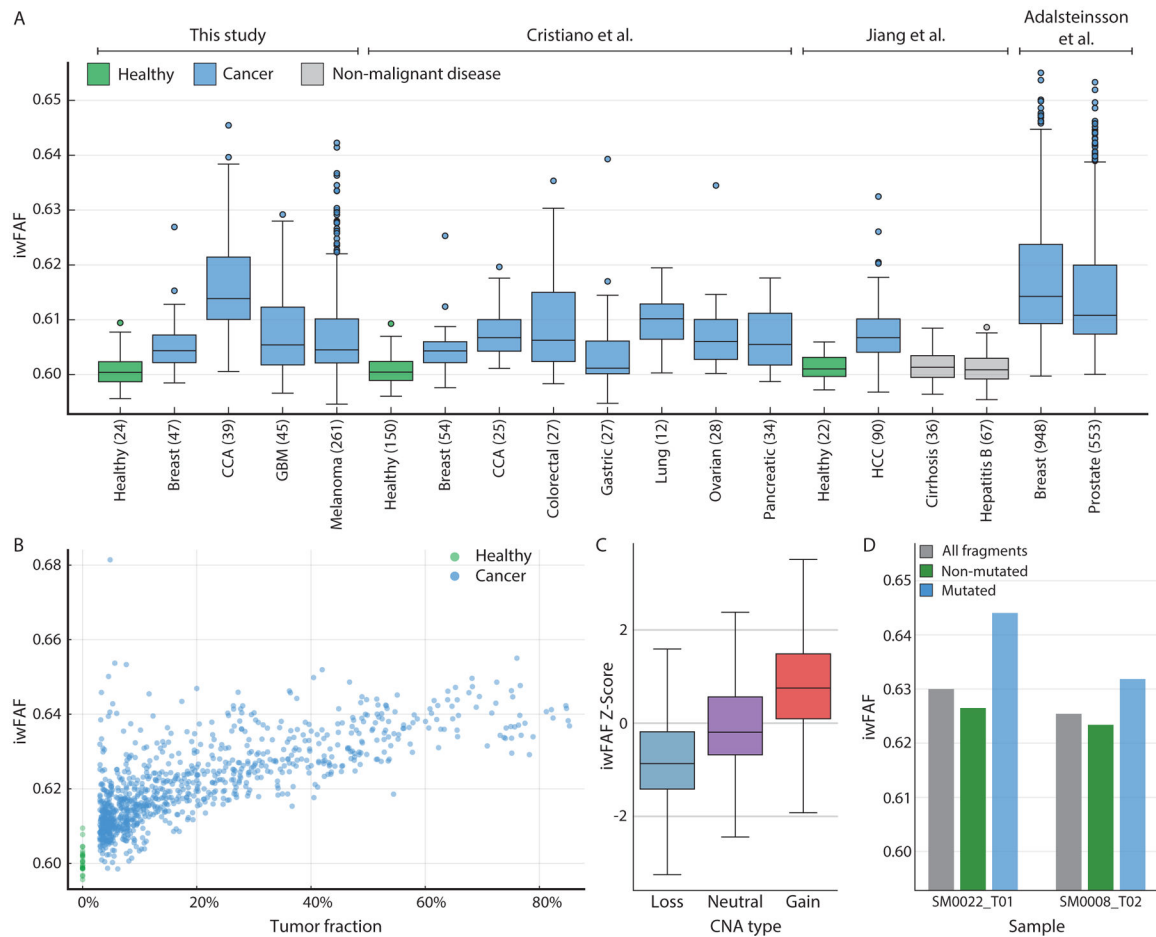 A
This study
Cristiano et al.
Jiang et al.
Adalsteinsson
et al.
Healthy
Cancer
Non-malignant disease
iwFAF
0.65
0.64
0.63
0.62
0.61
0.60
Healthy (24)
Breast (47)
CCA (39)
GBM (45)
Melanoma (261)
Healthy (150)
Breast (54)
CCA (25)
Colorectal (27)
Gastric (27)
Lung (12)
Ovarian (28)
Pancreatic (34)
Healthy (22)
HCC (90)
Cirrhosis (36)
Hepatitis B (67)
Breast (948)
Prostate (553)
B
Healthy
Cancer
iwFAF
0.68
0.66
0.64
0.62
0.60
0%
20%
40%
60%
80%
Tumor fraction
C
iwFAF Z-Score
2
0
-2
Loss
Neutral
Gain
CNA type
D
All fragments
Non-mutated
Mutated
iwFAF
0.65
0.64
0.63
0.62
0.61
0.60
SM0022_T01
SM0008_T02
Sample